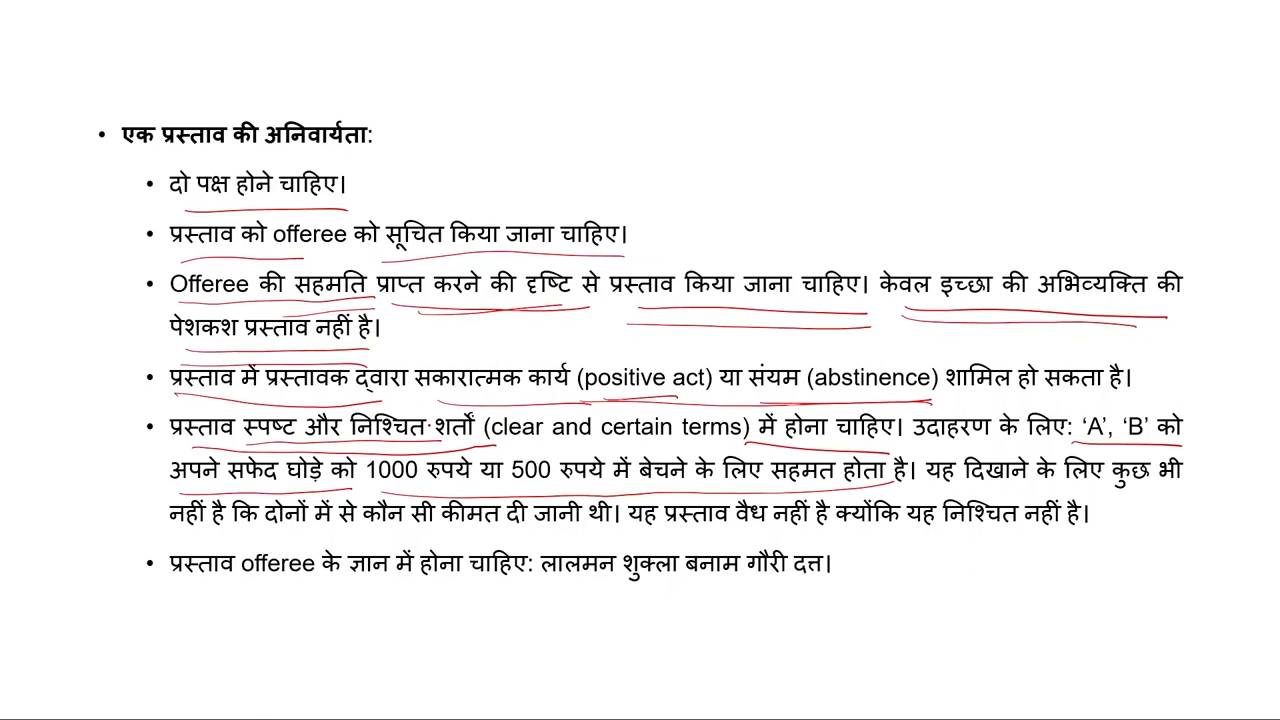 • एक प्रस्ताव की अनिवार्यता:
• दो पक्ष होने चाहिए।
• प्रस्ताव को offeree को सूचित किया जाना चाहिए।
• Offeree की सहमति प्राप्त करने की दृष्टि से प्रस्ताव किया जाना चाहिए। केवल इच्छा की अभिव्यक्ति की
पेशकश प्रस्ताव नहीं है।
• प्रस्ताव में प्रस्तावक द्वारा सकारात्मक कार्य (positive act) या संयम (abstinence) शामिल हो सकता है।
• प्रस्ताव स्पष्ट और निश्चित शर्तों (clear and certain terms) में होना चाहिए। उदाहरण के लिए: ‘A’, ‘B’ को
अपने सफेद घोड़े को 1000 रुपये या 500 रुपये में बेचने के लिए सहमत होता है। यह दिखाने के लिए कुछ भी
नहीं है कि दोनों में से कौन सी कीमत दी जानी थी। यह प्रस्ताव वैध नहीं है क्योंकि यह निश्चित नहीं है।
• प्रस्ताव offeree के ज्ञान में होना चाहिए: लालमन शुक्ला बनाम गौरी दत्त।